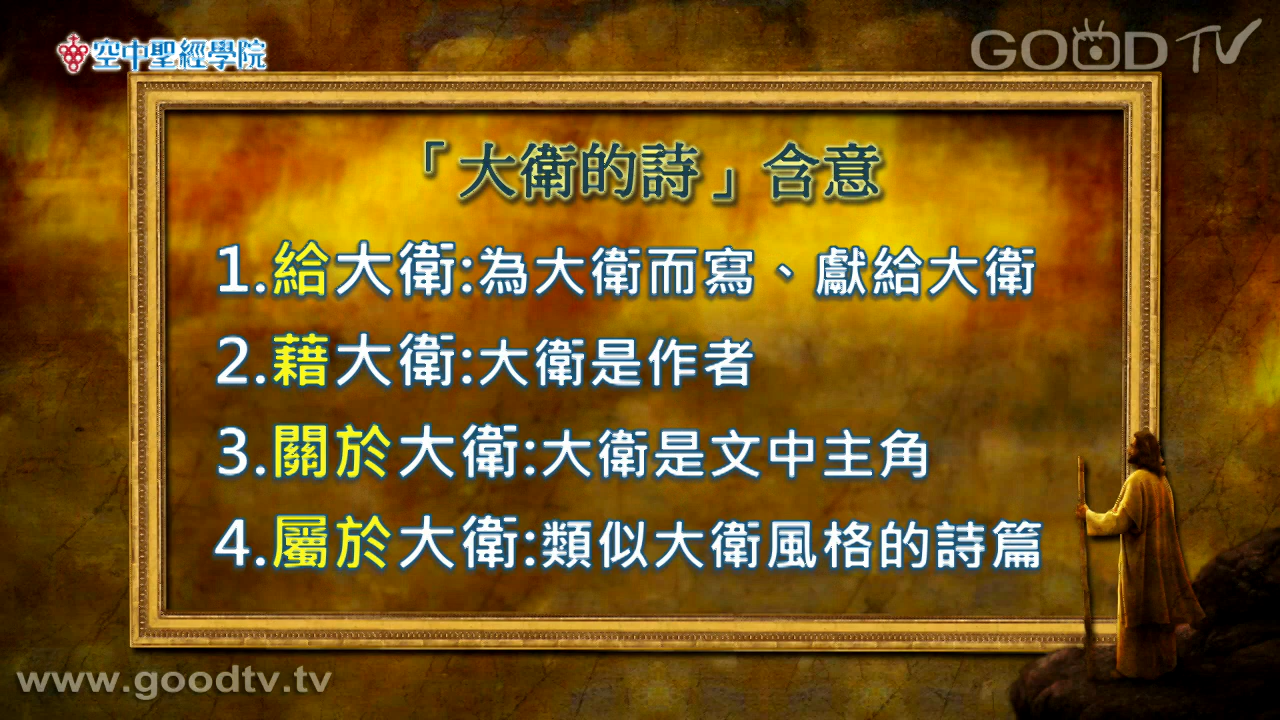 空中聖經學院
GOOD TV
「大衛的詩」含意
1.給大衛:為大衛而寫、獻給大衛
2.藉大衛:大衛是作者
3.關於大衛:大衛是文中主角
4.屬於大衛:類似大衛風格的詩篇
www.goodtv.tv